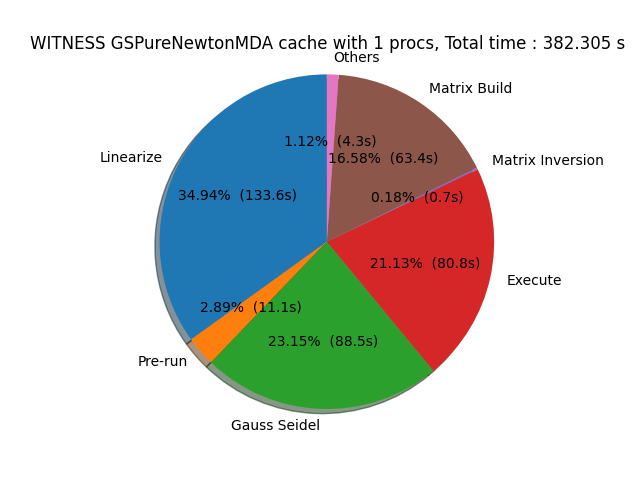 WITNESS GSPureNewtonMDA cache with 1 procs, Total time : 382.305 s
Others
Matrix Build
1.12%  (4.3s)
Linearize
16.58%  (63.4s)
Matrix Inversion
34.94%  (133.6s)
0.18%  (0.7s)
21.13%  (80.8s)
Execute
2.89%  (11.1s)
23.15%  (88.5s)
Pre-run
Gauss Seidel